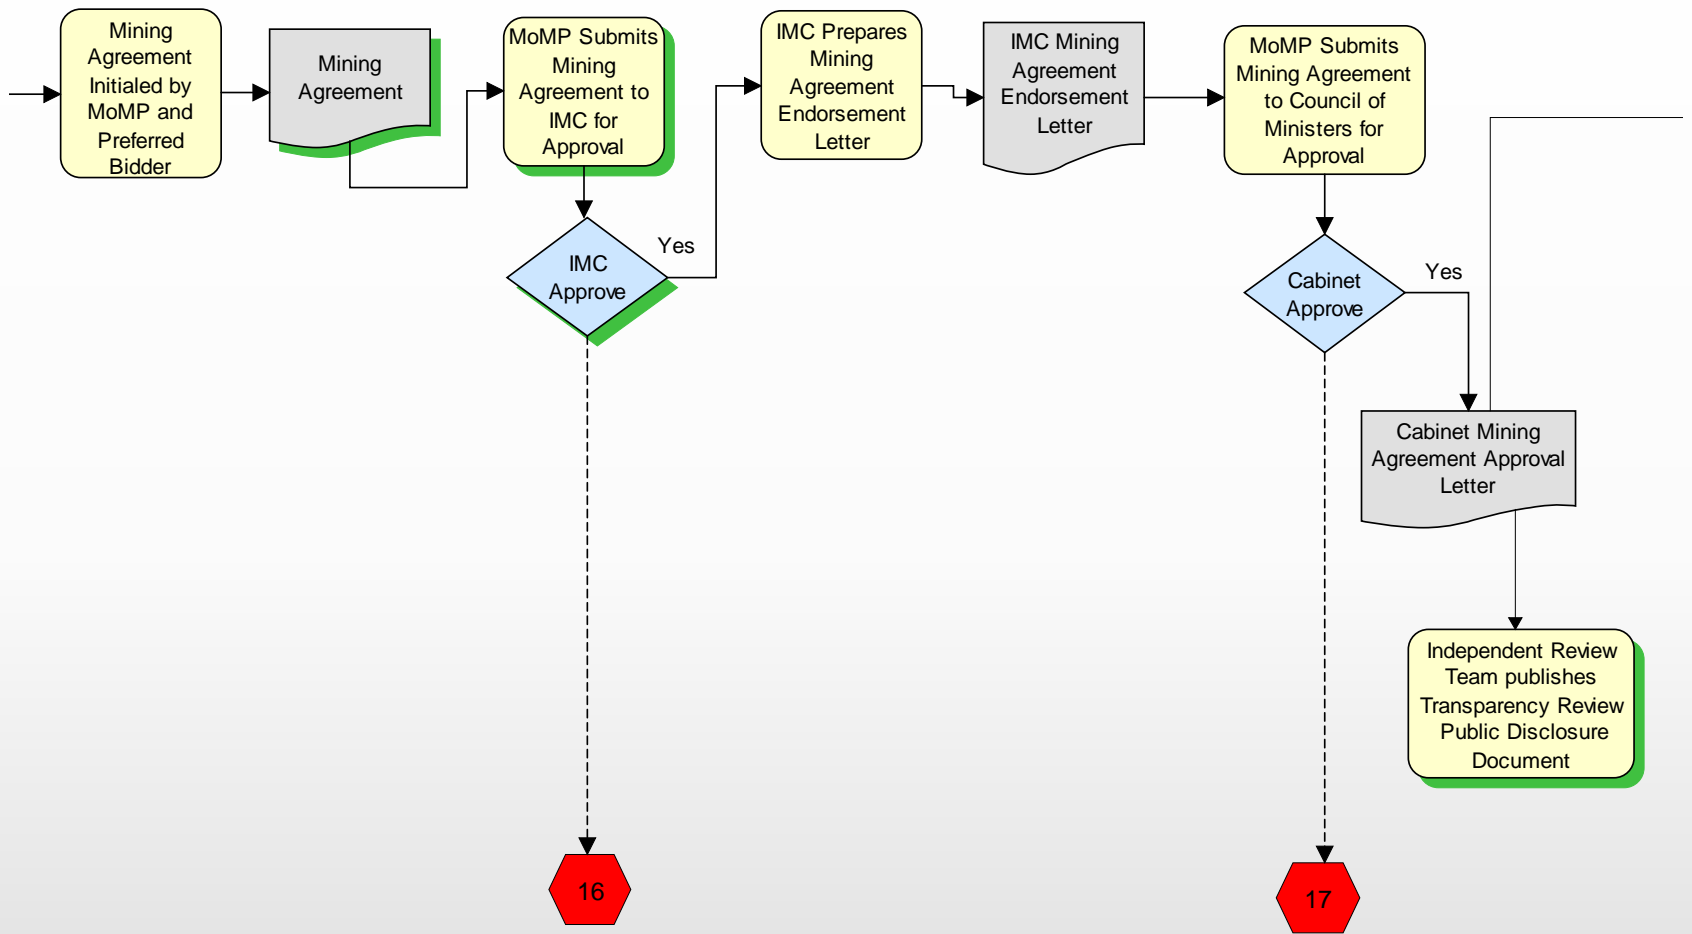 Mining
Agreement
Initialed by
MoMP and
Preferred
Bidder
Mining
Agreement
MoMP Submits
Mining
Agreement to
IMC for
Approval
IMC Prepares
Mining
Agreement
Endorsement
Letter
IMC Mining
Agreement
Endorsement
Letter
MoMP Submits
Mining Agreement
to Council of
Ministers for
Approval
IMC
Approve
Yes
Cabinet
Approve
Yes
Cabinet Mining
Agreement Approval
Letter
Independent Review
Team publishes
Transparency Review
Public Disclosure
Document
16
17